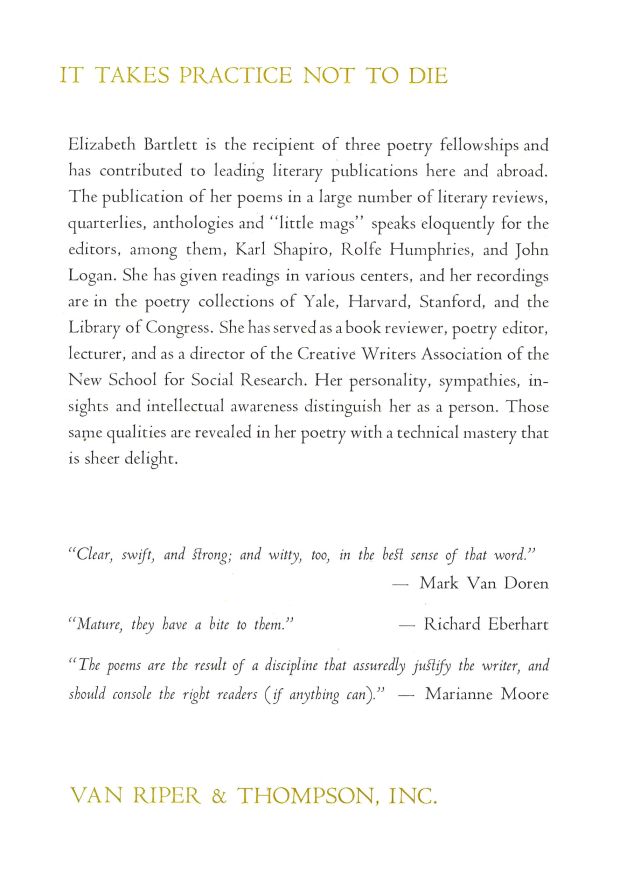 IT TAKES PRACTICE NOT TO DIE
Elizabeth Bartlett is the recipient of three poetry fellowships and
has contributed to leading literary publications here and abroad.
The publication of her poems in a large number of literary reviews,
quarterlies, anthologies and “little mags” speaks eloquently for the
editors, among them, Karl Shapiro, Rolfe Humphries, and John
Logan. She has given readings in various centers, and her recordings
are in the poetry collections of Yale, Harvard, Stanford, and the
Library of Congress. She has served as a book reviewer, poetry editor,
lecturer, and as a director of the Creative Writers Association of the
New School for Social Research. Her personality, sympathies, in-
sights and intellectual awareness distinguish her as a person. Those
same qualities are revealed in her poetry with a technical mastery that
is sheer delight.
“Clear, swift, and strong; and witty, too, in the best sense of that word.”
— Mark Van Doren
“Mature, they have a bite to them.” — Richard Eberhart
“The poems are the result of a discipline that assuredly justify the writer, and
should console the right readers (if anything can).” — Marianne Moore
VAN RIPER & THOMPSON, INC.